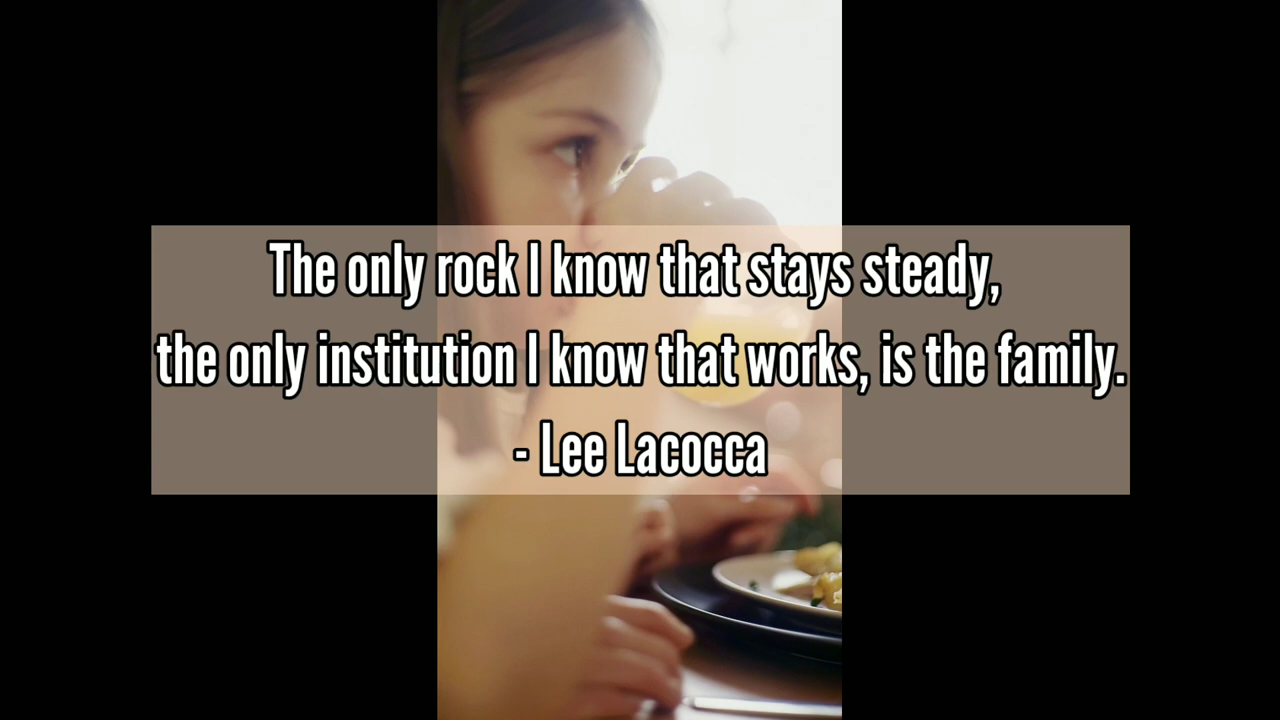 The only rock I know that stays steady,
the only institution I know that works, is the family.
- Lee Lacocca